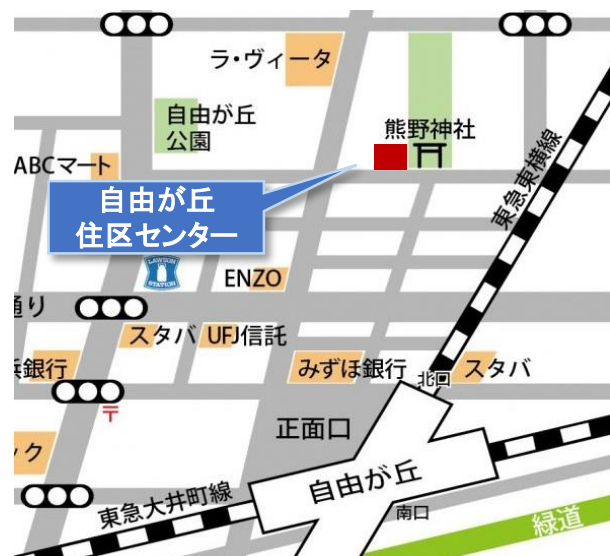 ラ・ヴィータ
自由が丘
公園
熊野神社
ABCマート
東急東横線
自由が丘
住区センター
LAWSON
STATION
ENZO
通り
スタバ
UFJ信託
浜銀行
みずほ銀行
北口
スタバ
〒
正面口
ック
自由が丘
東急大井町線
南口
緑道